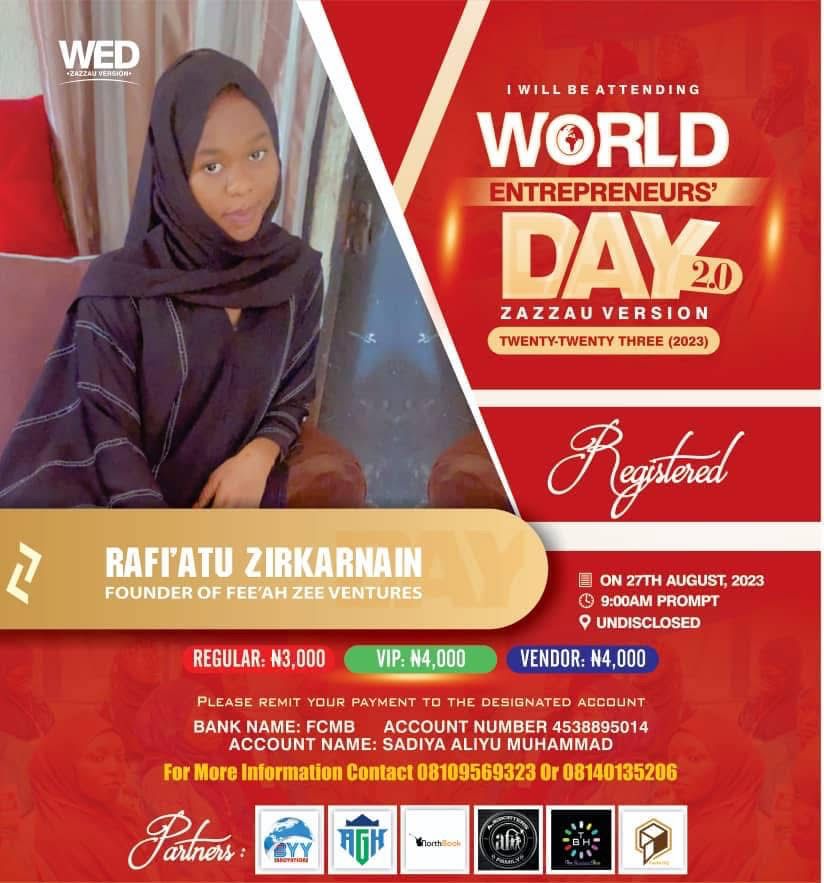 WED
•ZAZZAU VERSION•
I WILL BE ATTENDING
WORLD
ENTREPRENEURS'
DAY 2.0
ZAZZAU VERSION
TWENTY-TWENTY THREE (2023)
Registered
RAFI'ATU ZIRKARNAIN
FOUNDER OF FEE'AH ZEE VENTURES
DAY
ON 27TH AUGUST, 2023
9:00AM PROMPT
UNDISCLOSED
REGULAR: ₦3,000 VIP: ₦4,000 VENDOR: ₦4,000
PLEASE REMIT YOUR PAYMENT TO THE DESIGNATED ACCOUNT
BANK NAME: FCMB ACCOUNT NUMBER 4538895014
ACCOUNT NAME: SADIYA ALIYU MUHAMMAD
For More Information Contact 08109569323 Or 08140135206
Partners: AGH NorthBook TBH
FAMILY